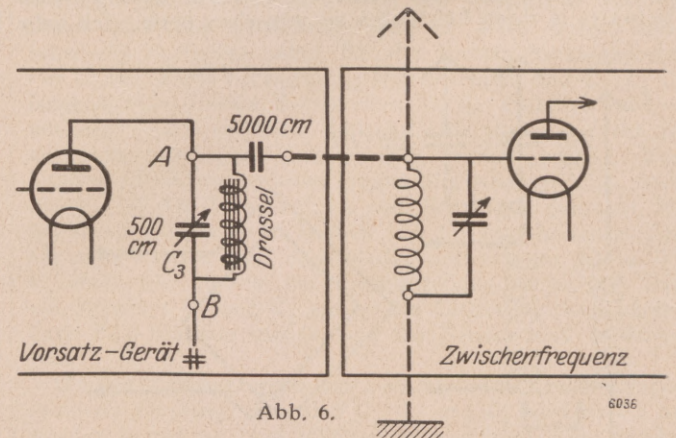 5000 cm
A
500
cm
C3
Drossel
B
Vorsatz-Gerät
Zwischenfrequenz
Abb. 6.
6036